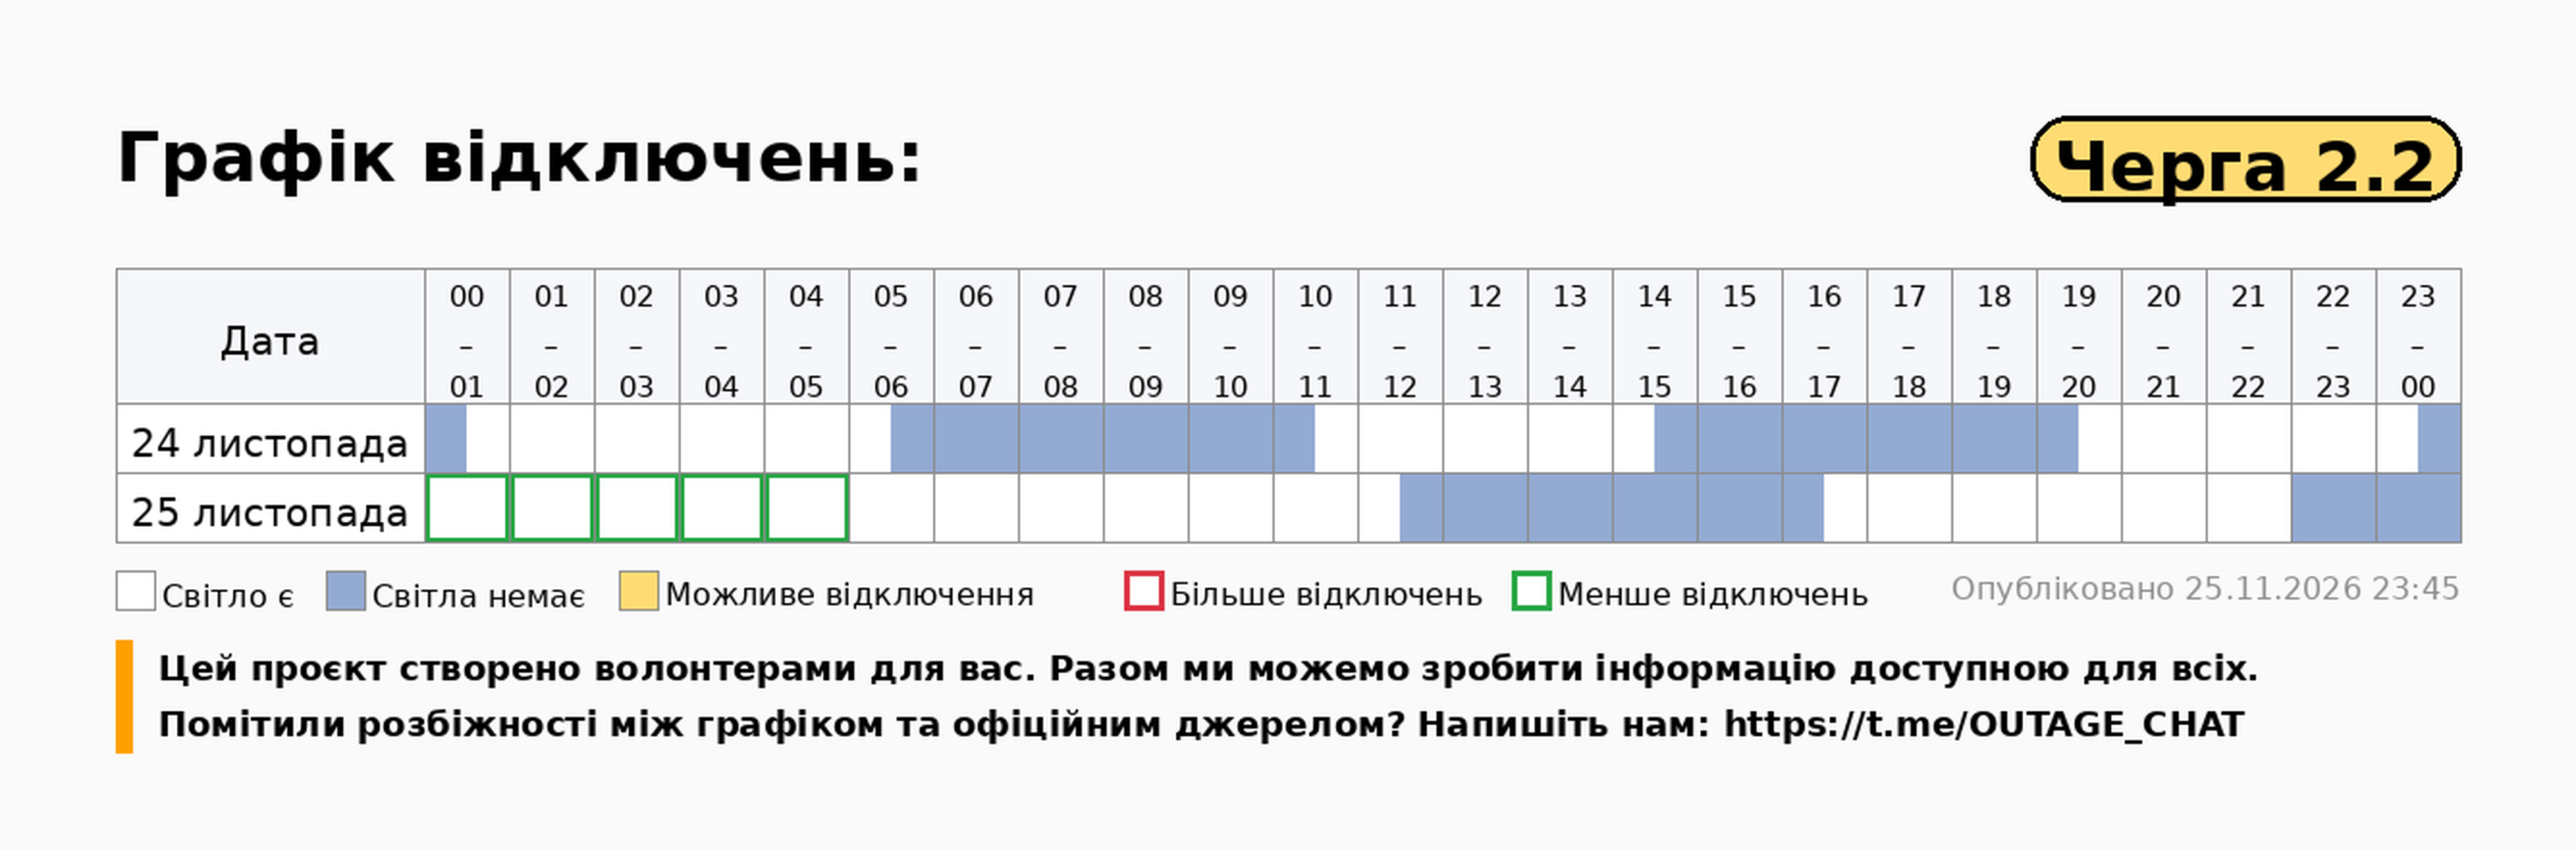 Графік відключень:
Черга 2.2
Дата
00 – 01
01 – 02
02 – 03
03 – 04
04 – 05
05 – 06
06 – 07
07 – 08
08 – 09
09 – 10
10 – 11
11 – 12
12 – 13
13 – 14
14 – 15
15 – 16
16 – 17
17 – 18
18 – 19
19 – 20
20 – 21
21 – 22
22 – 23
23 – 00
24 листопада
25 листопада
Світло є
Світла немає
Можливе відключення
Більше відключень
Менше відключень
Опубліковано 25.11.2026 23:45
Цей проєкт створено волонтерами для вас. Разом ми можемо зробити інформацію доступною для всіх.
Помітили розбіжності між графіком та офіційним джерелом? Напишіть нам: https://t.me/OUTAGE_CHAT